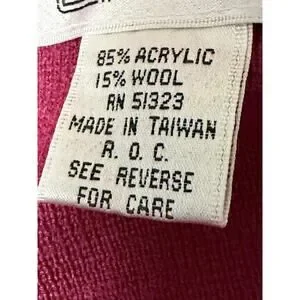 85% ACRYLIC
15% WOOL
RN 51323
MADE IN TAIWAN
R. O. C.
SEE REVERSE
FOR CARE